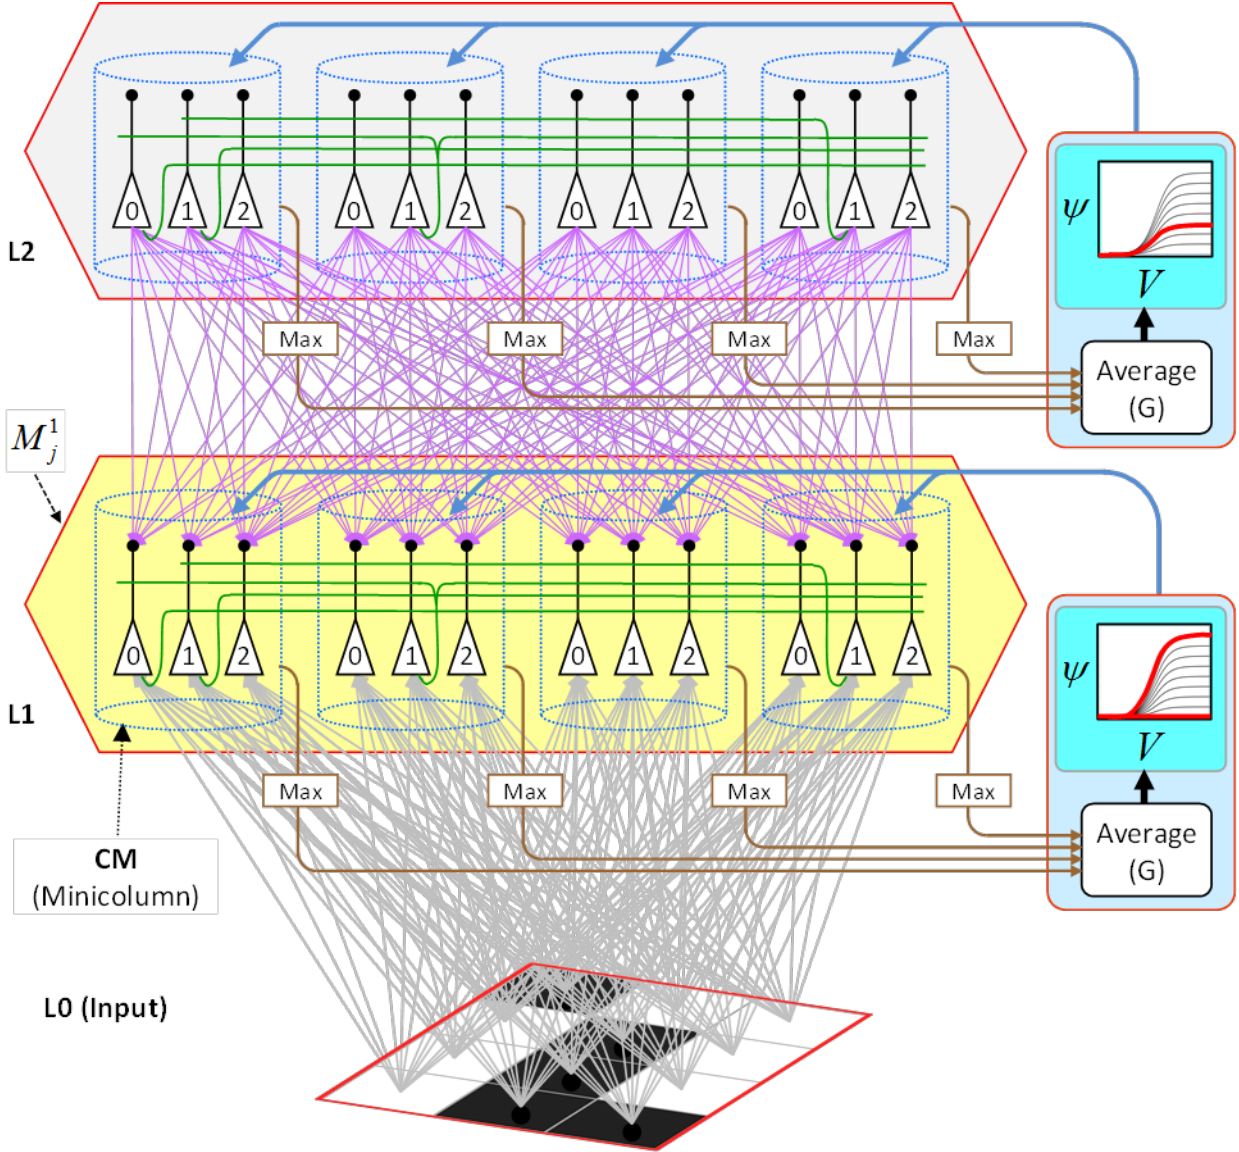 0 1 2 0 1 2 0 1 2 0 1 2
L2
ψ
V
Max Max Max Max
Average
(G)
M_j^1
0 1 2 0 1 2 0 1 2 0 1 2
L1
ψ
V
Max Max Max Max
Average
(G)
CM
(Minicolumn)
L0 (Input)